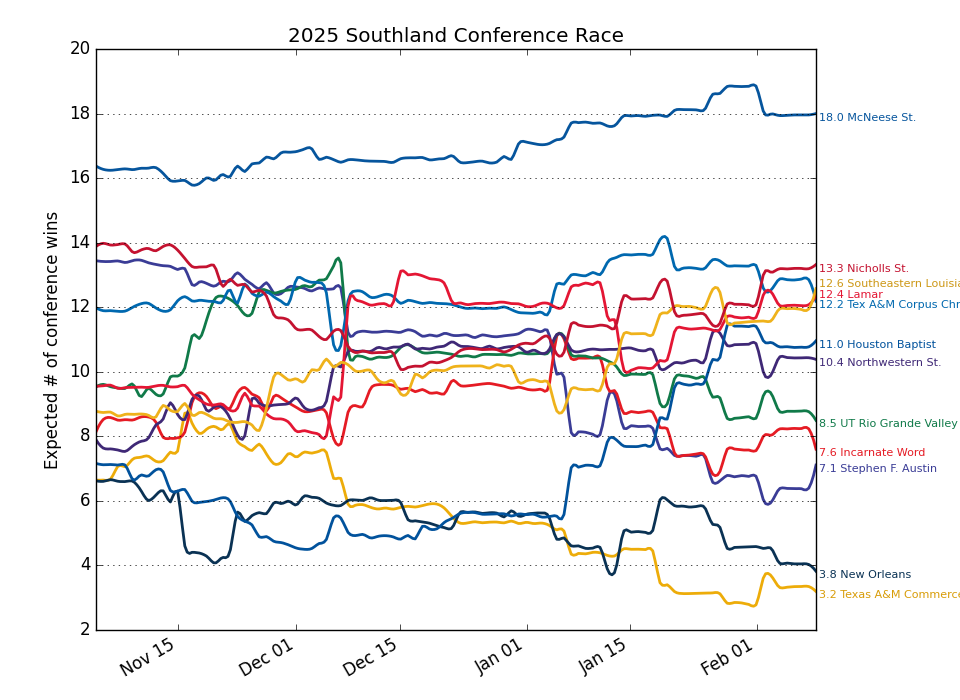 2025 Southland Conference Race
Expected # of conference wins
20
18
16
14
12
10
8
6
4
2
Nov 15
Dec 01
Dec 15
Jan 01
Jan 15
Feb 01
18.0 McNeese St.
13.3 Nicholls St.
12.6 Southeastern Louisia
12.4 Lamar
12.2 Tex A&M Corpus Chr
11.0 Houston Baptist
10.4 Northwestern St.
8.5 UT Rio Grande Valley
7.6 Incarnate Word
7.1 Stephen F. Austin
3.8 New Orleans
3.2 Texas A&M Commerce